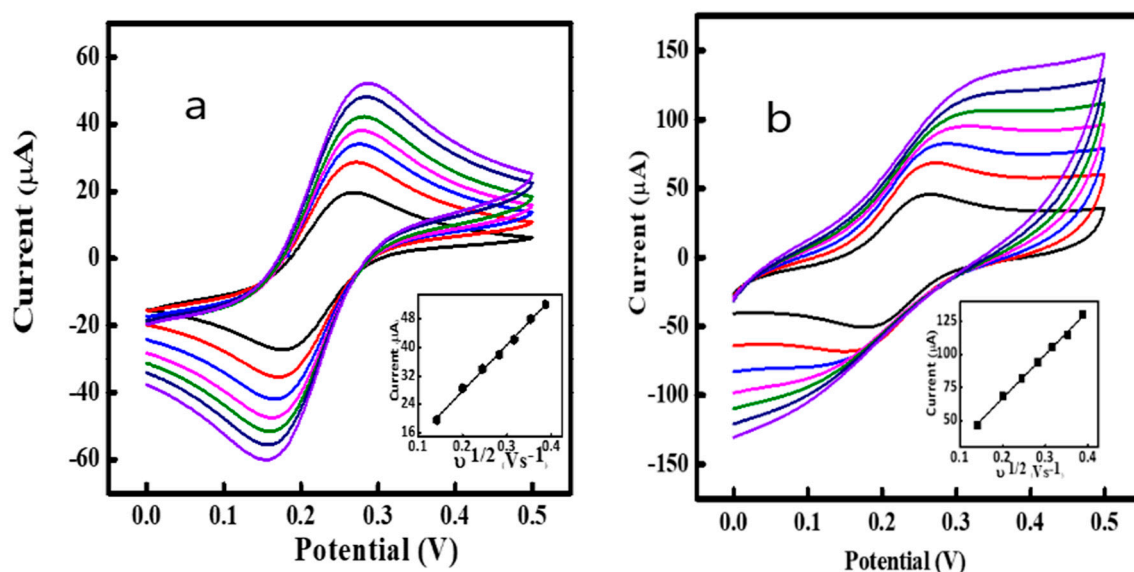 a
Current (μA)
60
40
20
0
-20
-40
-60
0.0 0.1 0.2 0.3 0.4 0.5
Potential (V)
Current (μA)
48
40
32
24
16
0.1 0.2 0.3 0.4
υ 1/2 (Vs-1)
b
Current (μA)
150
100
50
0
-50
-100
-150
0.0 0.1 0.2 0.3 0.4 0.5
Potential (V)
Current (μA)
125
100
75
50
0.1 0.2 0.3 0.4
υ 1/2 (Vs-1)